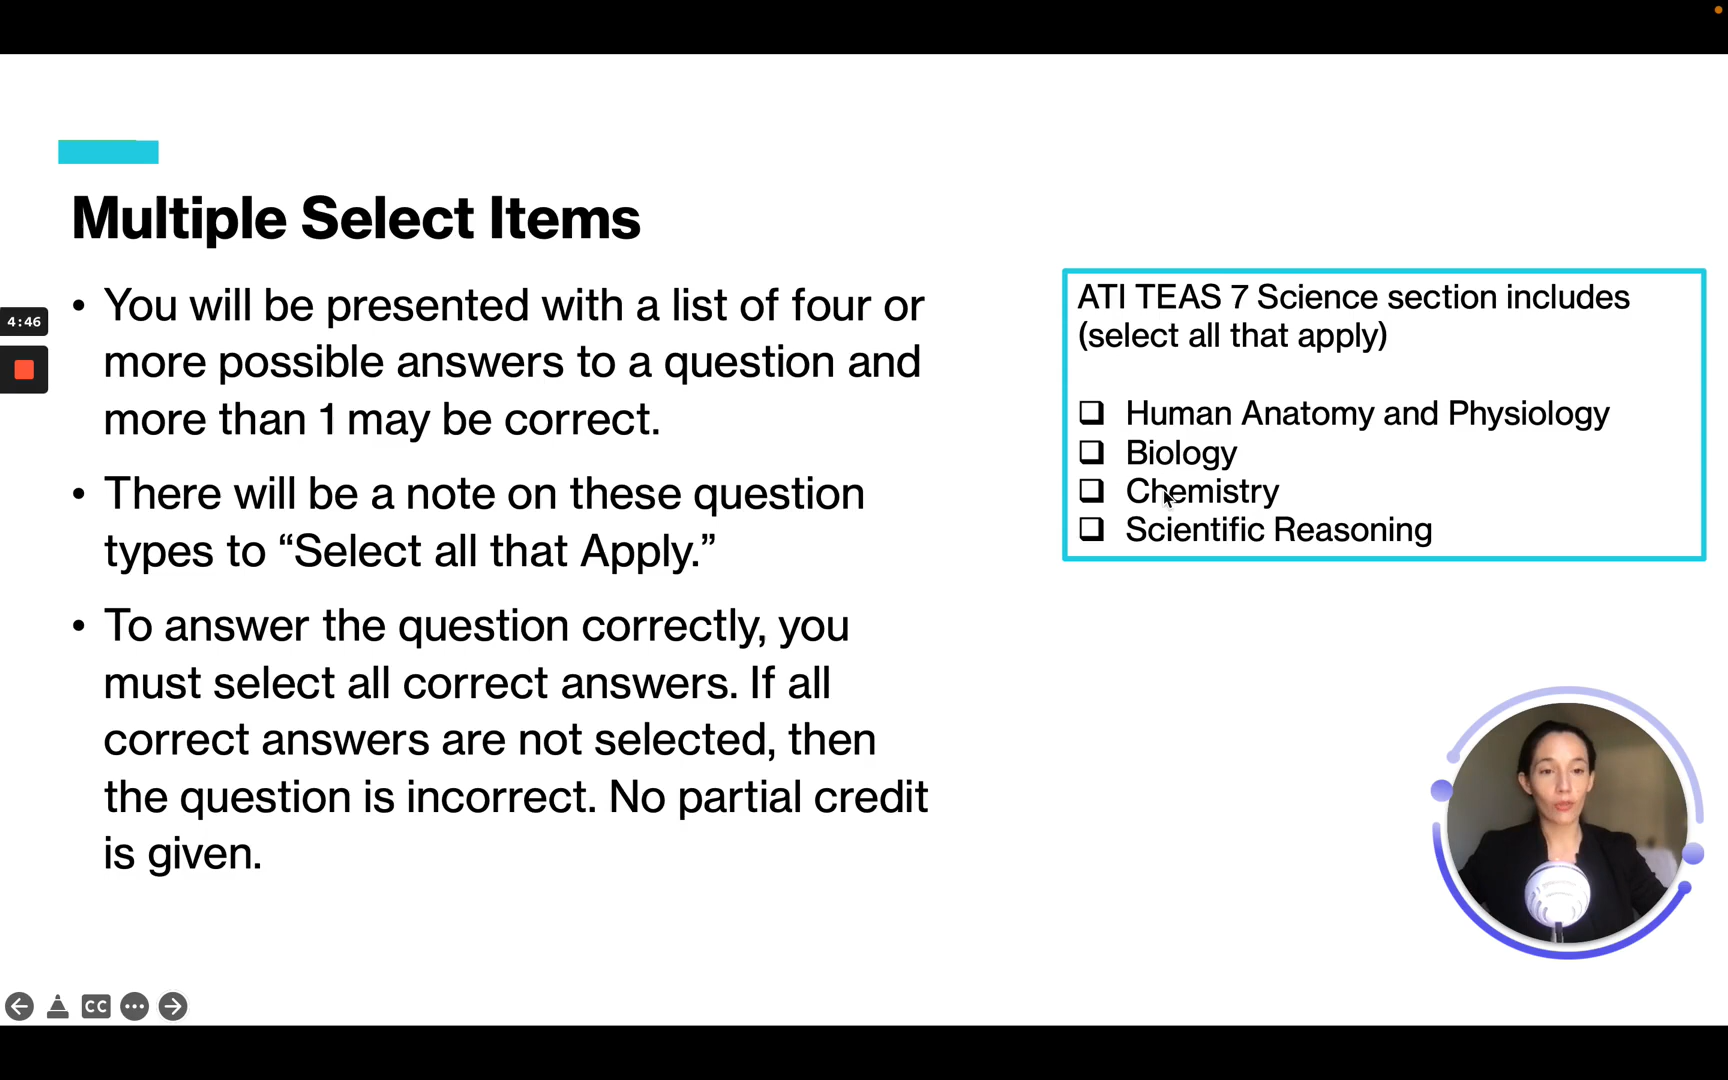 Multiple Select Items
• You will be presented with a list of four or
more possible answers to a question and
more than 1 may be correct.
• There will be a note on these question
types to “Select all that Apply.”
• To answer the question correctly, you
must select all correct answers. If all
correct answers are not selected, then
the question is incorrect. No partial credit
is given.
4:46
ATI TEAS 7 Science section includes
(select all that apply)
❑ Human Anatomy and Physiology
❑ Biology
❑ Chemistry
❑ Scientific Reasoning
CC